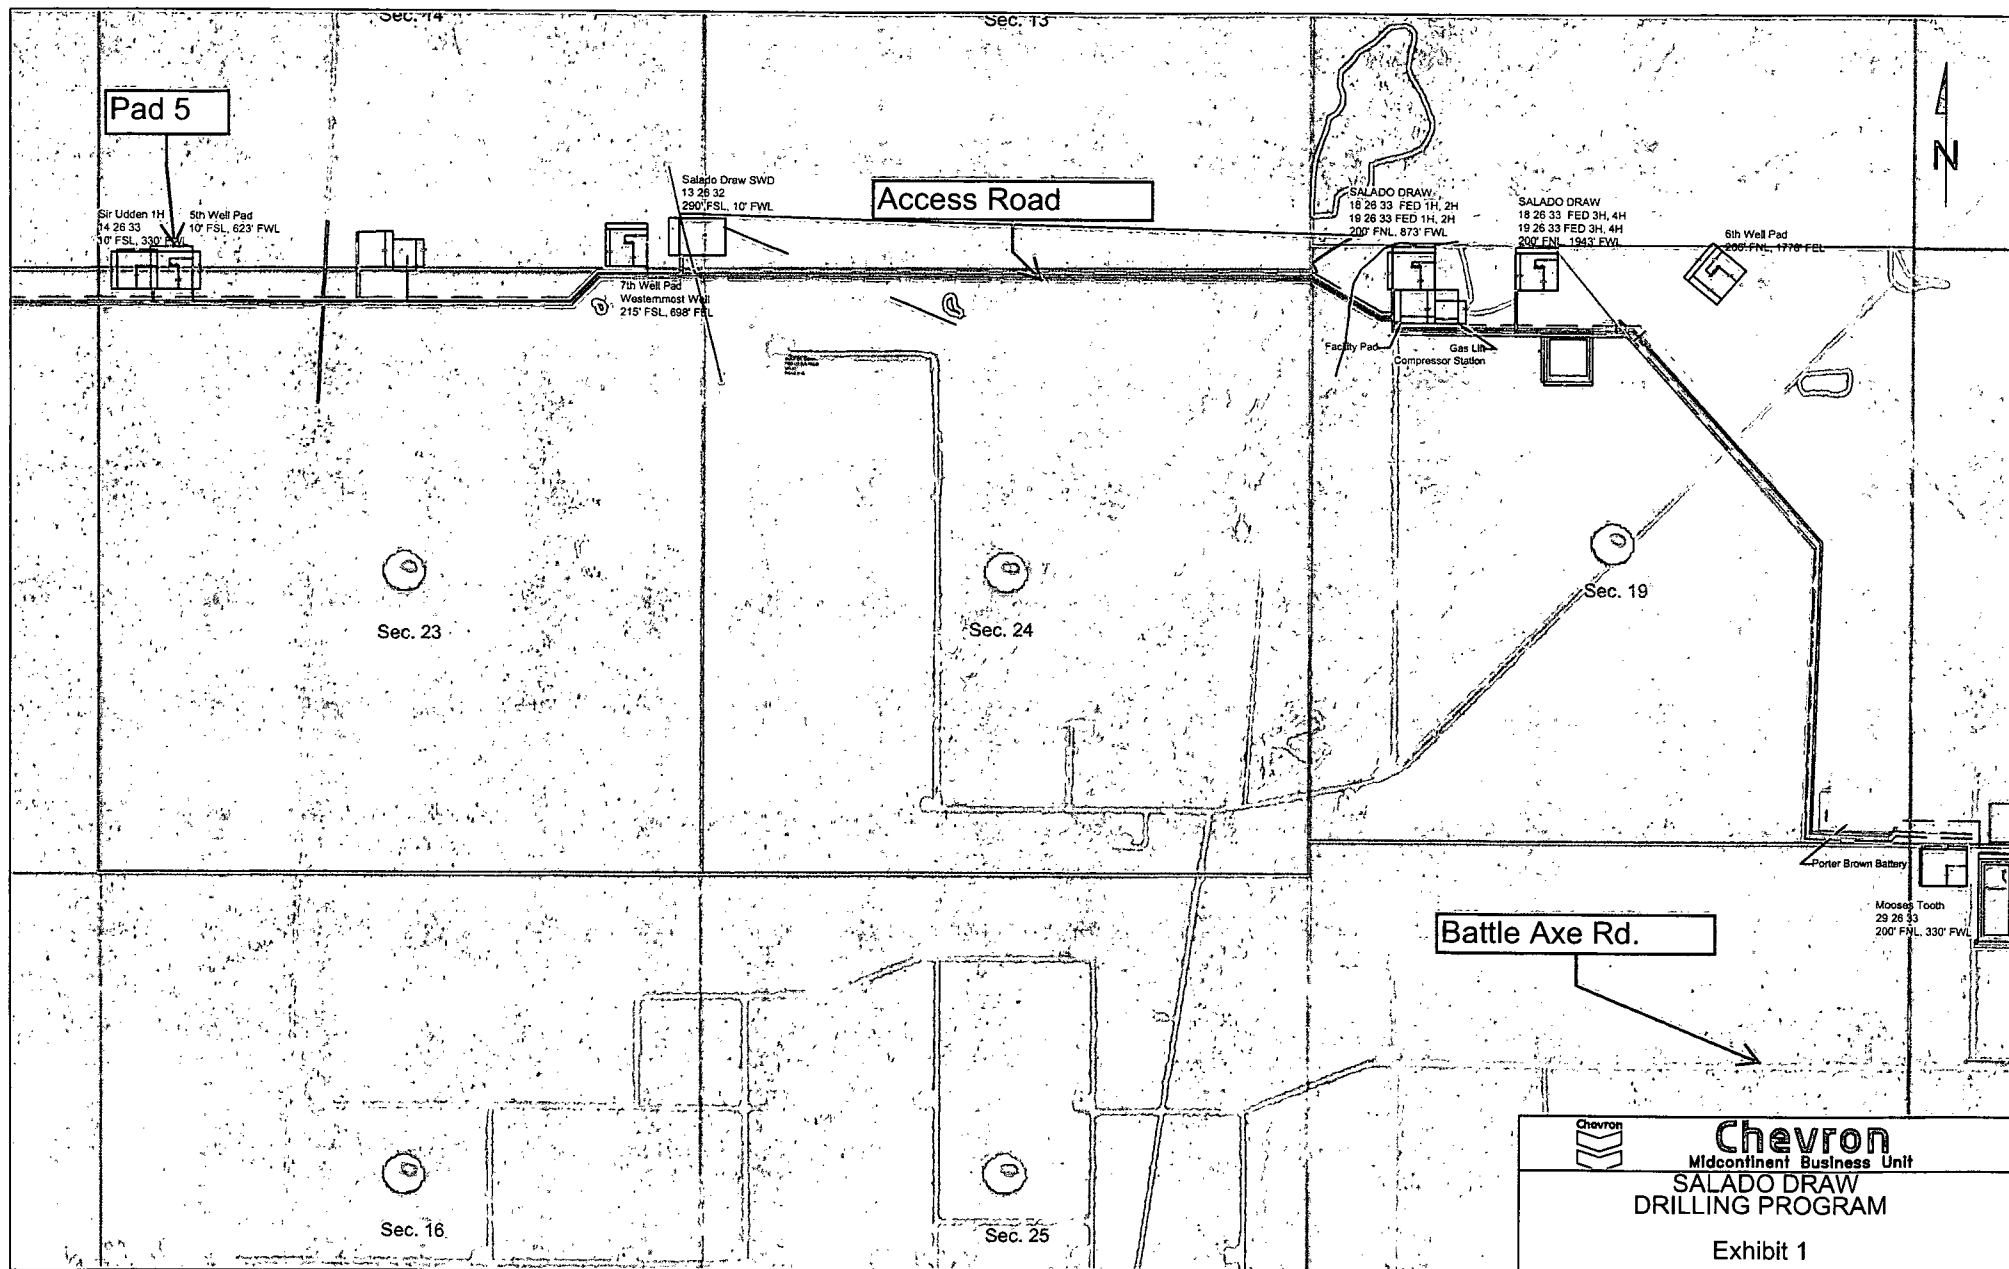 Sec. 14
Sec. 13
Pad 5
N
Sir Udden 1H
14 26 33
10' FSL, 330' FWL
5th Well Pad
10' FSL, 623' FWL
Salado Draw SWD
13 26 32
290' FSL, 10' FWL
Access Road
SALADO DRAW
18 26 33 FED 1H, 2H
19 26 33 FED 1H, 2H
200' FNL, 873' FWL
SALADO DRAW
18 26 33 FED 3H, 4H
19 26 33 FED 3H, 4H
200' FNL, 1943' FWL
6th Well Pad
FNL, 1776' FEL
7th Well Pad
Westernmost Well
215' FSL, 698' FEL
Facility Pad
Gas Lift
Compressor Station
Sec. 23
Sec. 24
Sec. 19
Porter Brown Battery
Mooses Tooth
29 26 33
200' FNL, 330' FWL
Battle Axe Rd.
Sec. 16
Sec. 25
Chevron
Chevron
Midcontinent Business Unit
SALADO DRAW
DRILLING PROGRAM
Exhibit 1